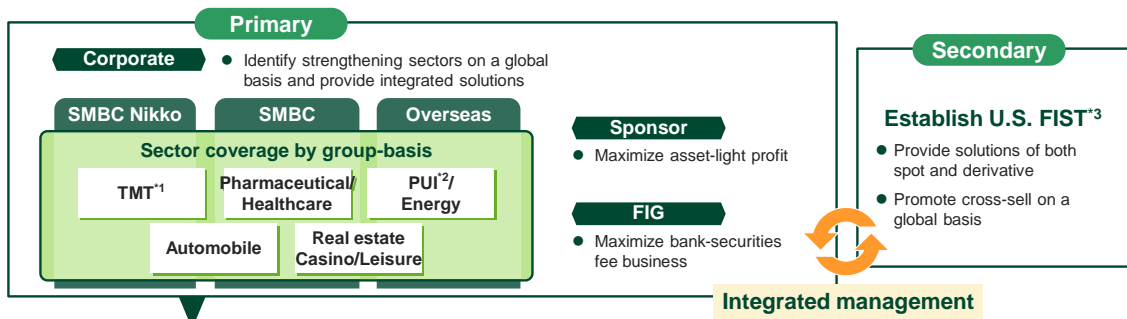 Primary
Corporate
● Identify strengthening sectors on a global
basis and provide integrated solutions
SMBC Nikko
SMBC
Overseas
Sector coverage by group-basis
TMT*1
Pharmaceutical/
Healthcare
PUI*2/
Energy
Automobile
Real estate
Casino/Leisure
Sponsor
● Maximize asset-light profit
FIG
● Maximize bank-securities
fee business
Secondary
Establish U.S. FIST*3
● Provide solutions of both
spot and derivative
● Promote cross-sell on a
global basis
Integrated management